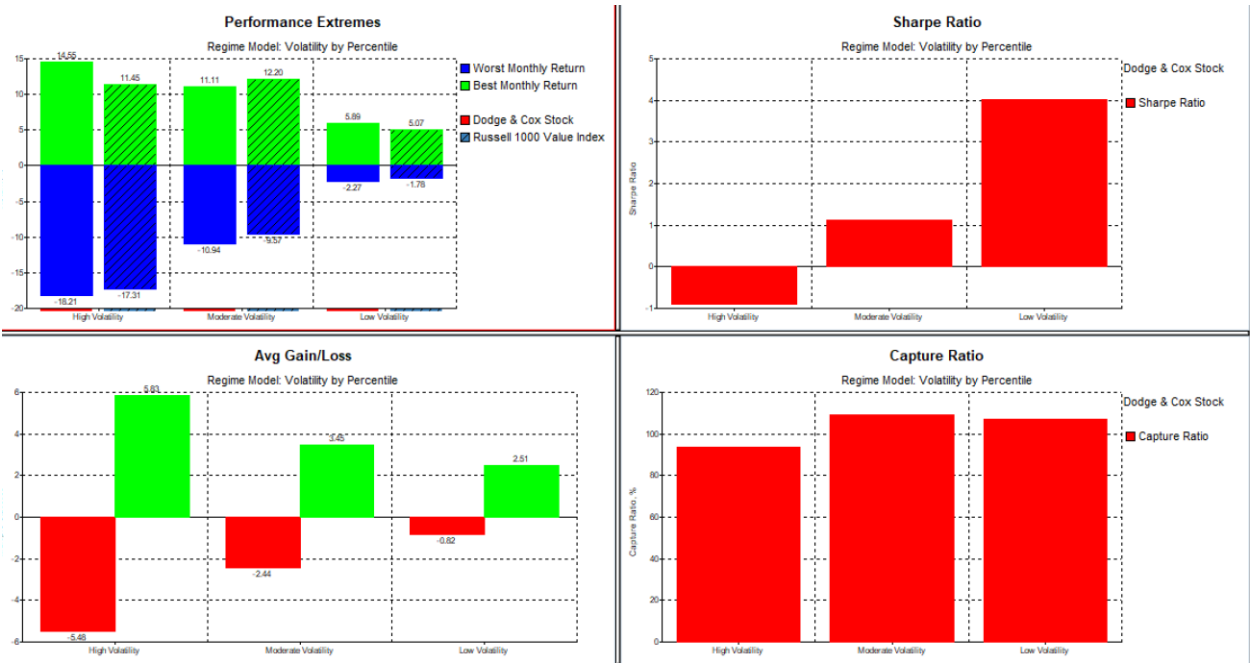 Performance Extremes
Regime Model: Volatility by Percentile
15
10
5
0
-5
-10
-15
-20
14.55
11.45
11.11
12.20
5.89
5.07
-18.21
-17.31
-10.94
-9.57
-2.27
-1.78
High Volatility
Moderate Volatility
Low Volatility
Worst Monthly Return
Best Monthly Return
Dodge & Cox Stock
Russell 1000 Value Index
Sharpe Ratio
Regime Model: Volatility by Percentile
Sharpe Ratio
5
4
3
2
1
0
-1
High Volatility
Moderate Volatility
Low Volatility
Dodge & Cox Stock
Sharpe Ratio
Avg Gain/Loss
Regime Model: Volatility by Percentile
6
4
2
0
-2
-4
-6
5.83
3.45
2.51
-5.48
-2.44
-0.82
High Volatility
Moderate Volatility
Low Volatility
Capture Ratio
Regime Model: Volatility by Percentile
Capture Ratio, %
120
100
80
60
40
20
0
High Volatility
Moderate Volatility
Low Volatility
Dodge & Cox Stock
Capture Ratio